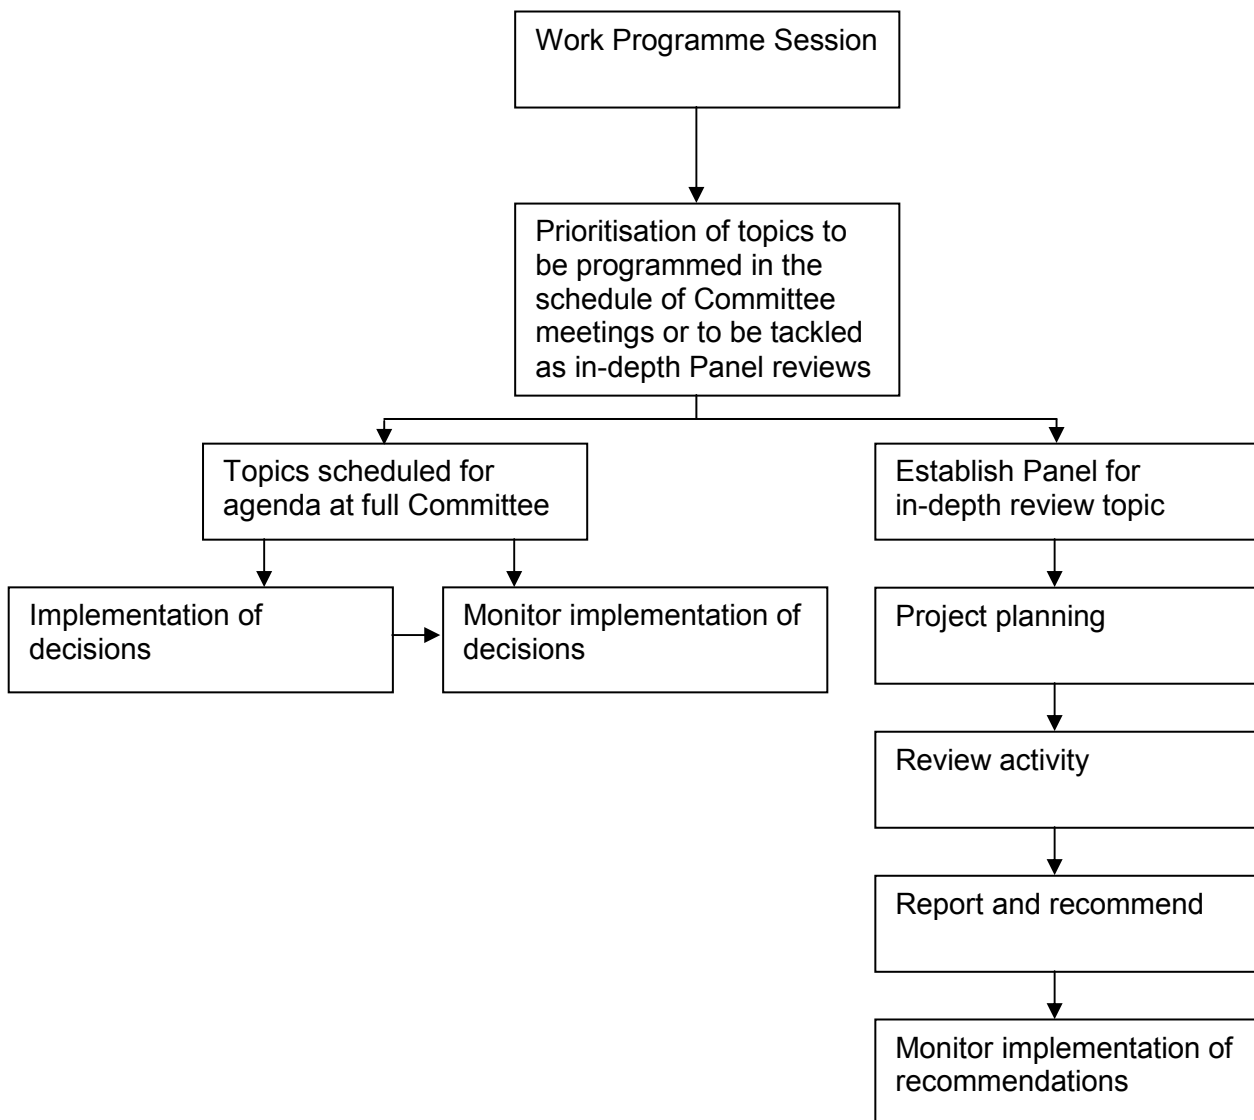 Work Programme Session
Prioritisation of topics to
be programmed in the
schedule of Committee
meetings or to be tackled
as in-depth Panel reviews
Topics scheduled for
agenda at full Committee
Establish Panel for
in-depth review topic
Implementation of
decisions
Monitor implementation of
decisions
Project planning
Review activity
Report and recommend
Monitor implementation of
recommendations